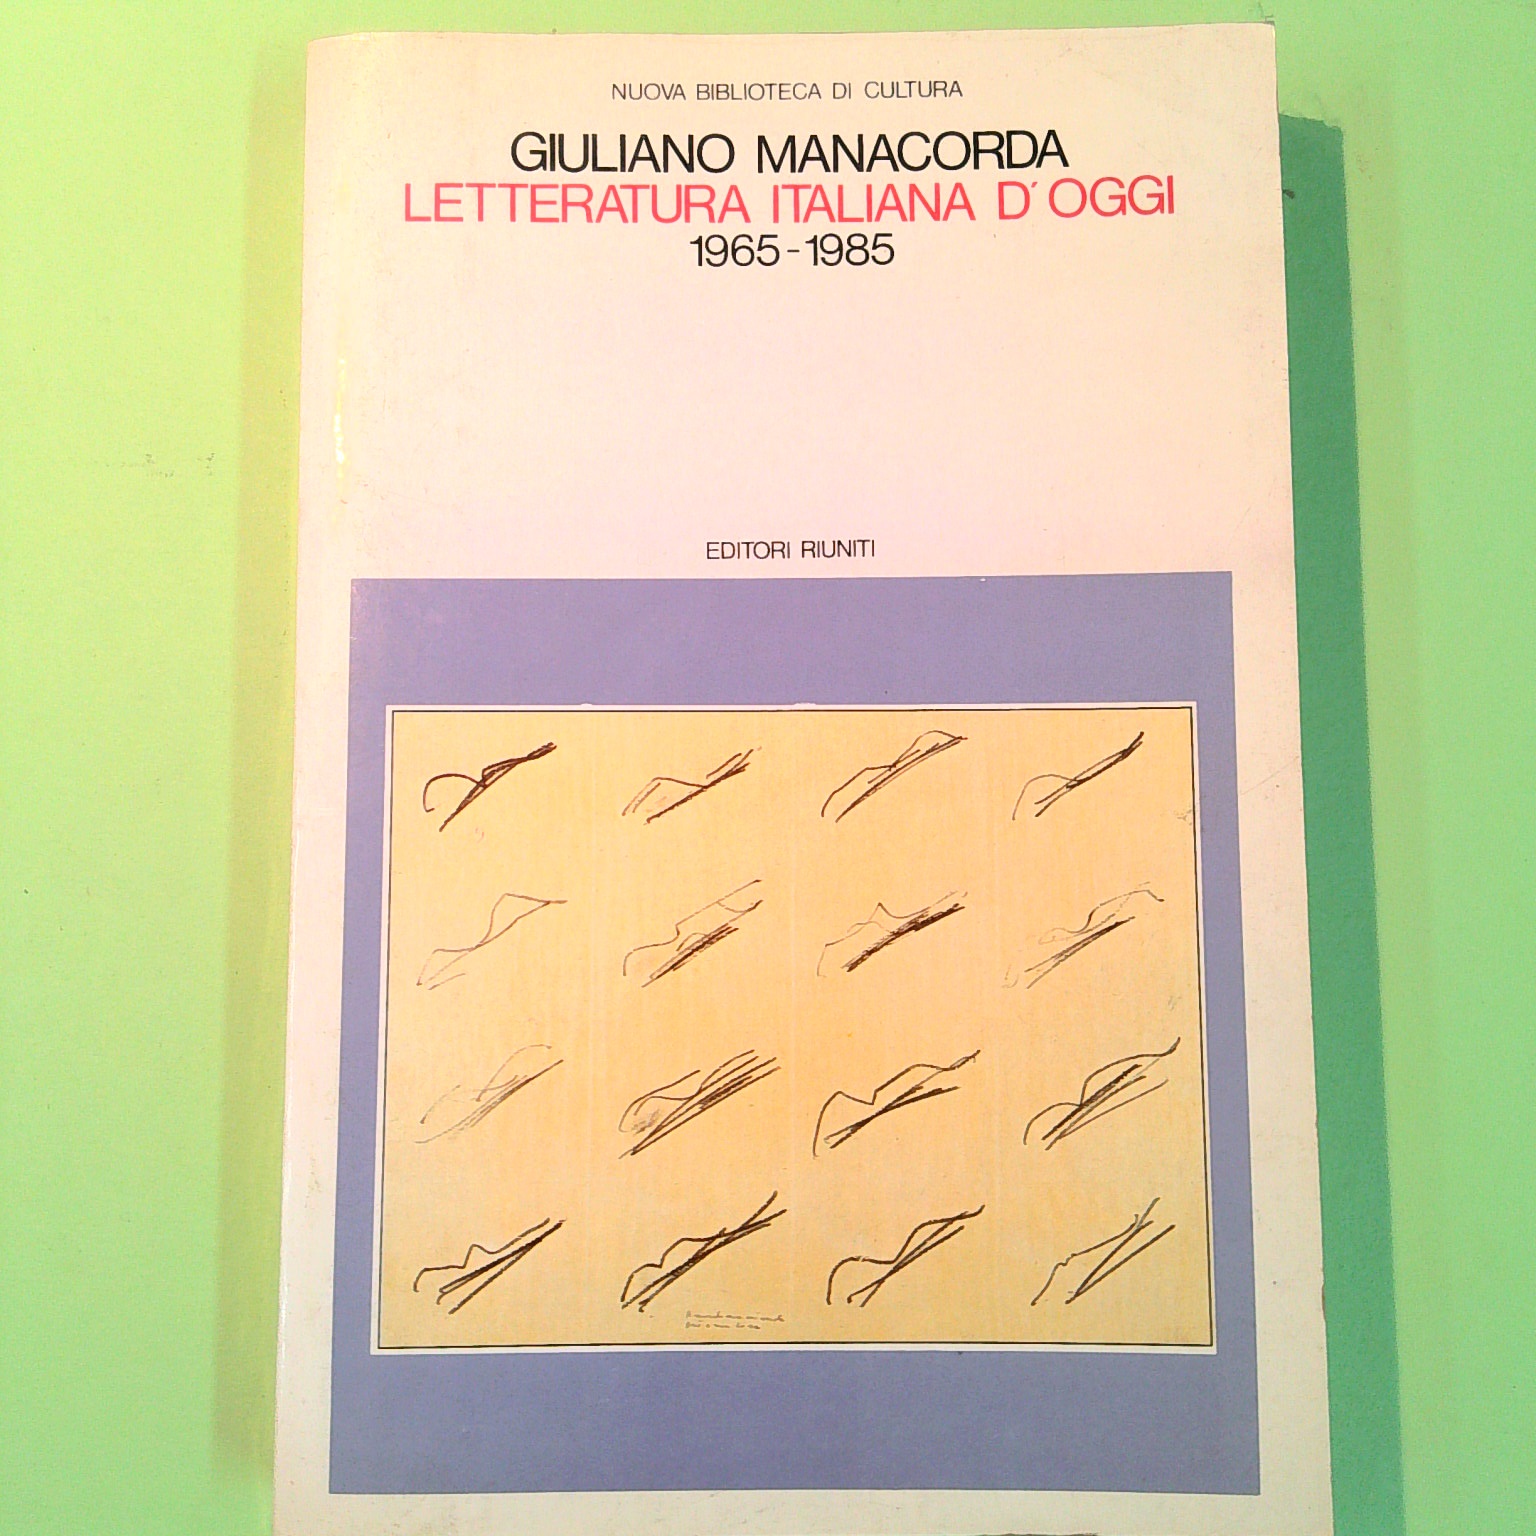 NUOVA BIBLIOTECA DI CULTURA
GIULIANO MANACORDA
LETTERATURA ITALIANA D'OGGI
1965-1985
EDITORI RIUNITI